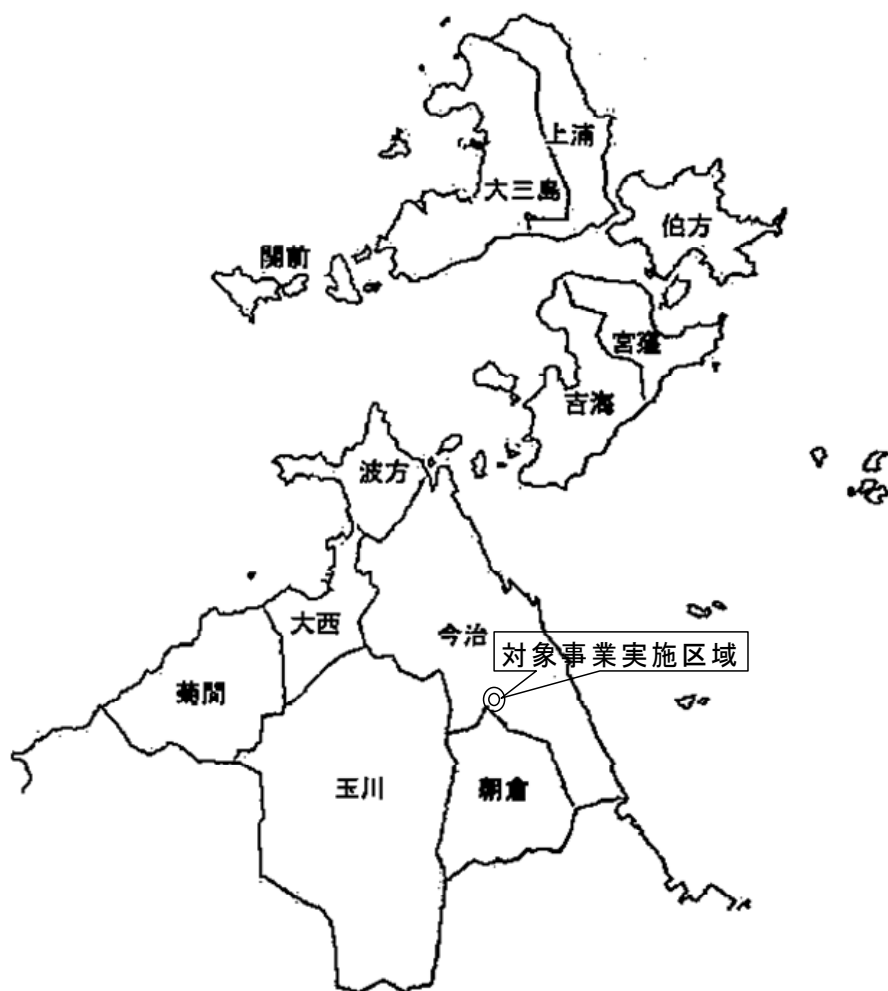 上浦
大三島
伯方
関前
宮窪
吉海
波方
大西
今治
対象事業実施区域
菊間
玉川
朝倉